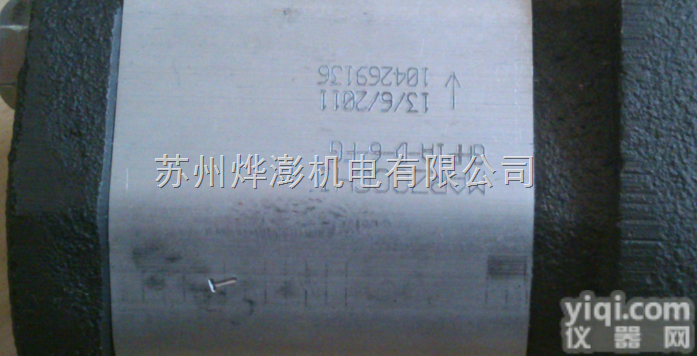 MARZOCCHI
13/6/2011
104269136
苏州烨澎机电有限公司
yiqi.com
仪器网